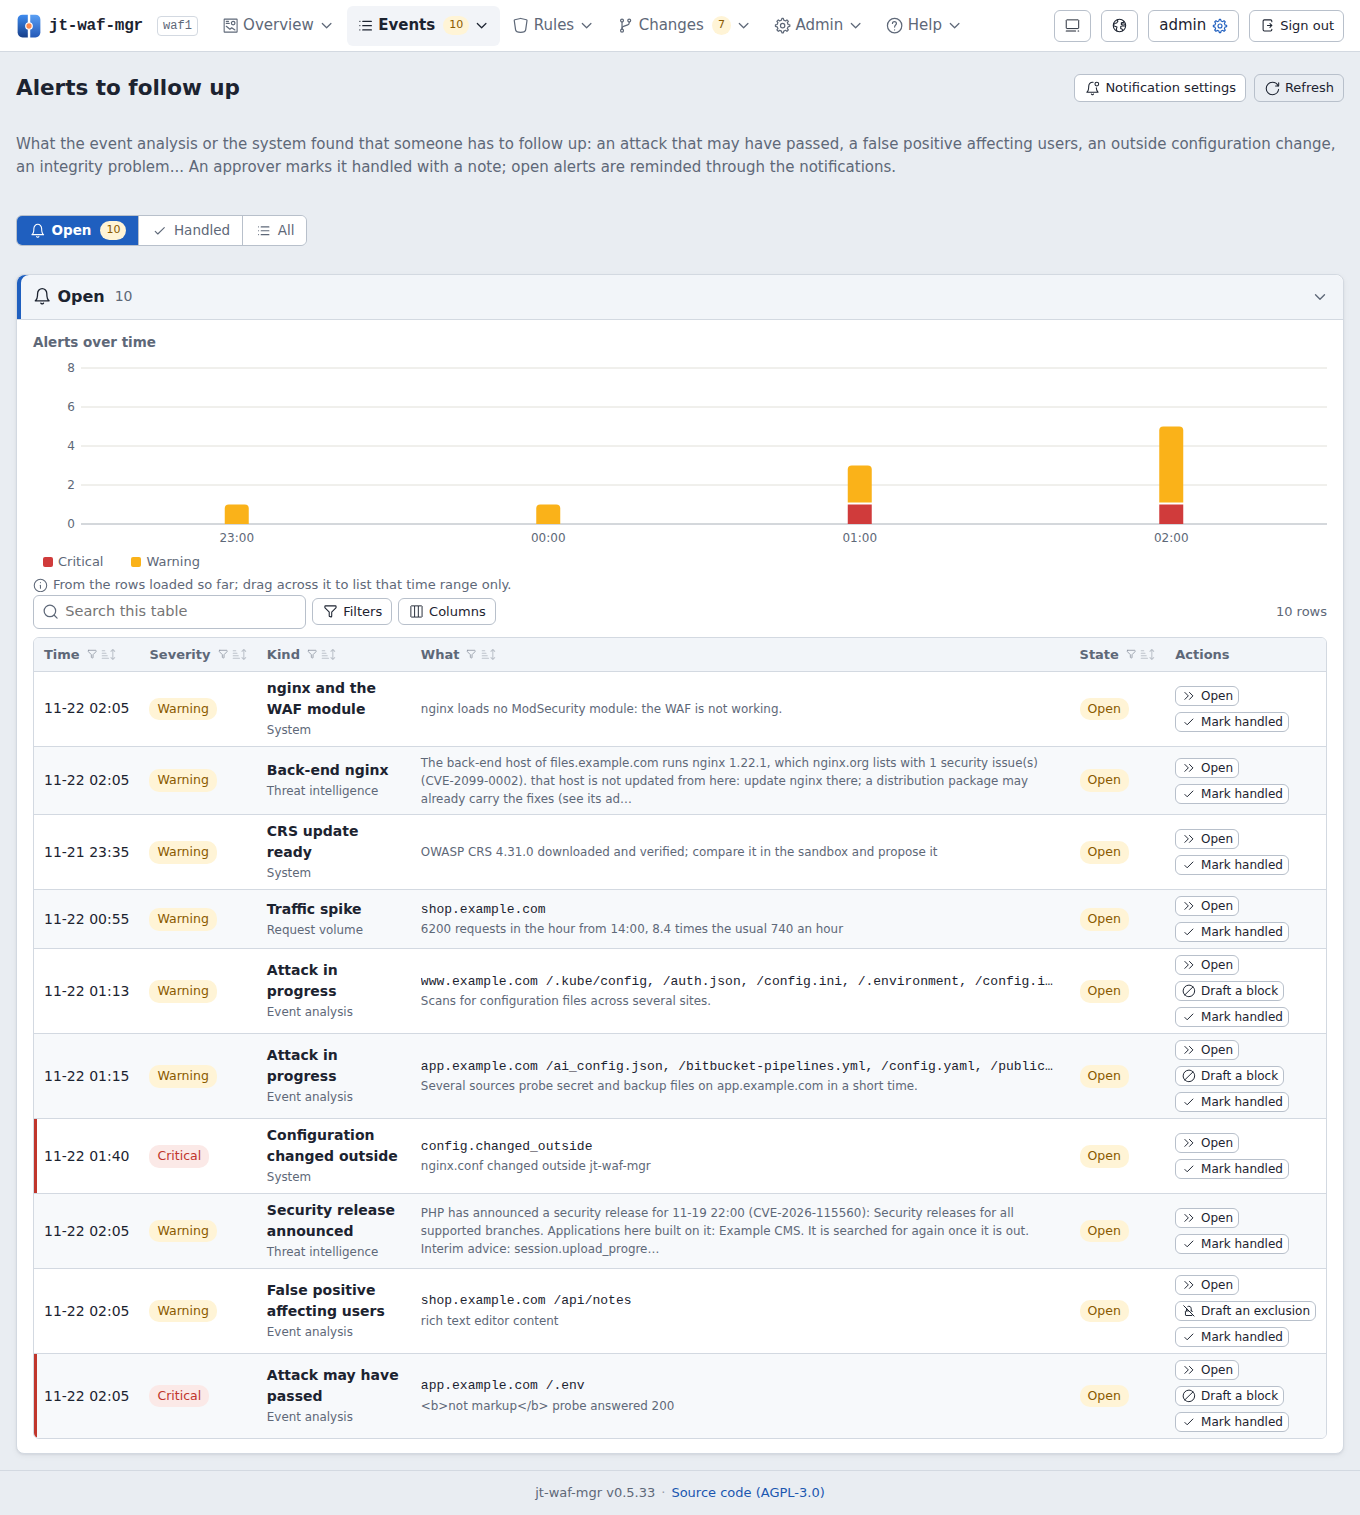 jt-waf-mgr waf1 Overview Events 10 Rules Changes 7 Admin Help admin Sign out
Alerts to follow up
Notification settings Refresh
What the event analysis or the system found that someone has to follow up: an attack that may have passed, a false positive affecting users, an outside configuration change,
an integrity problem... An approver marks it handled with a note; open alerts are reminded through the notifications.
Open 10 Handled All
Open 10
Alerts over time
8
6
4
2
0
23:00 00:00 01:00 02:00
Critical Warning
From the rows loaded so far; drag across it to list that time range only.
Search this table Filters Columns 10 rows
Time Severity Kind What State Actions
11-22 02:05 Warning
nginx and the
WAF module
System
nginx loads no ModSecurity module: the WAF is not working.
Open
Open
Mark handled
11-22 02:05 Warning
Back-end nginx
Threat intelligence
The back-end host of files.example.com runs nginx 1.22.1, which nginx.org lists with 1 security issue(s)
(CVE-2099-0002). that host is not updated from here: update nginx there; a distribution package may
already carry the fixes (see its ad…
Open
Open
Mark handled
11-21 23:35 Warning
CRS update
ready
System
OWASP CRS 4.31.0 downloaded and verified; compare it in the sandbox and propose it
Open
Open
Mark handled
11-22 00:55 Warning
Traffic spike
Request volume
shop.example.com
6200 requests in the hour from 14:00, 8.4 times the usual 740 an hour
Open
Open
Mark handled
11-22 01:13 Warning
Attack in
progress
Event analysis
www.example.com /.kube/config, /auth.json, /config.ini, /.environment, /config.i…
Scans for configuration files across several sites.
Open
Open
Draft a block
Mark handled
11-22 01:15 Warning
Attack in
progress
Event analysis
app.example.com /ai_config.json, /bitbucket-pipelines.yml, /config.yaml, /public…
Several sources probe secret and backup files on app.example.com in a short time.
Open
Open
Draft a block
Mark handled
11-22 01:40 Critical
Configuration
changed outside
System
config.changed_outside
nginx.conf changed outside jt-waf-mgr
Open
Open
Mark handled
11-22 02:05 Warning
Security release
announced
Threat intelligence
PHP has announced a security release for 11-19 22:00 (CVE-2026-115560): Security releases for all
supported branches. Applications here built on it: Example CMS. It is searched for again once it is out.
Interim advice: session.upload_progre…
Open
Open
Mark handled
11-22 02:05 Warning
False positive
affecting users
Event analysis
shop.example.com /api/notes
rich text editor content
Open
Open
Draft an exclusion
Mark handled
11-22 02:05 Critical
Attack may have
passed
Event analysis
app.example.com /.env
&lt;b&gt;not markup&lt;/b&gt; probe answered 200
Open
Open
Draft a block
Mark handled
jt-waf-mgr v0.5.33 · Source code (AGPL-3.0)